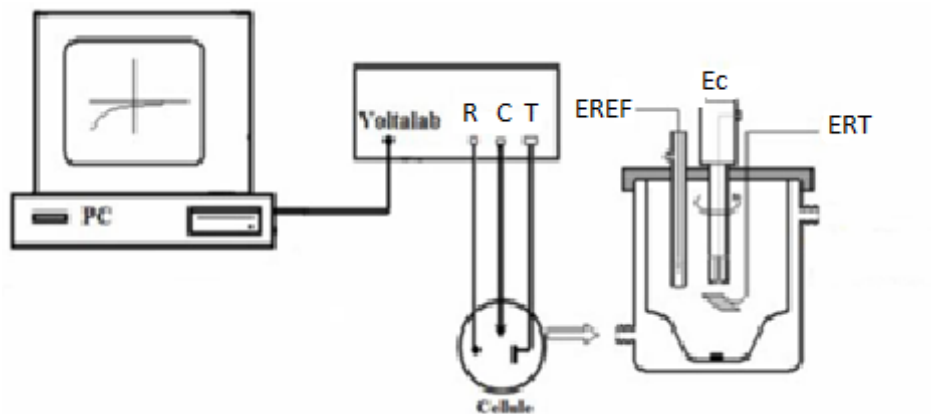 PC
Voltalab
R C T
Cellule
EREF
Ec
ERT